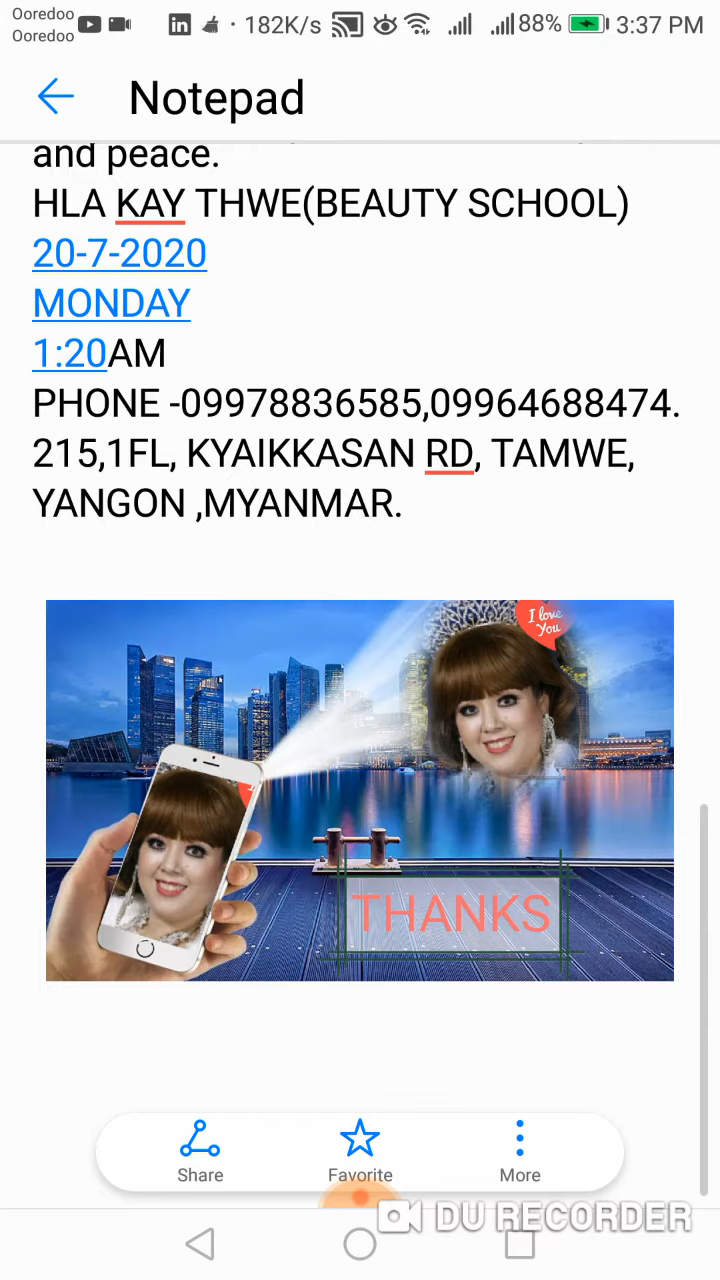 Ooredoo
Ooredoo
182K/s
88%
3:37 PM
Notepad
and peace.
HLA KAY THWE(BEAUTY SCHOOL)
20-7-2020
MONDAY
1:20AM
PHONE -09978836585,09964688474.
215,1FL, KYAIKKASAN RD, TAMWE,
YANGON ,MYANMAR.
I love
You
THANKS
Share
Favorite
More
DU RECORDER